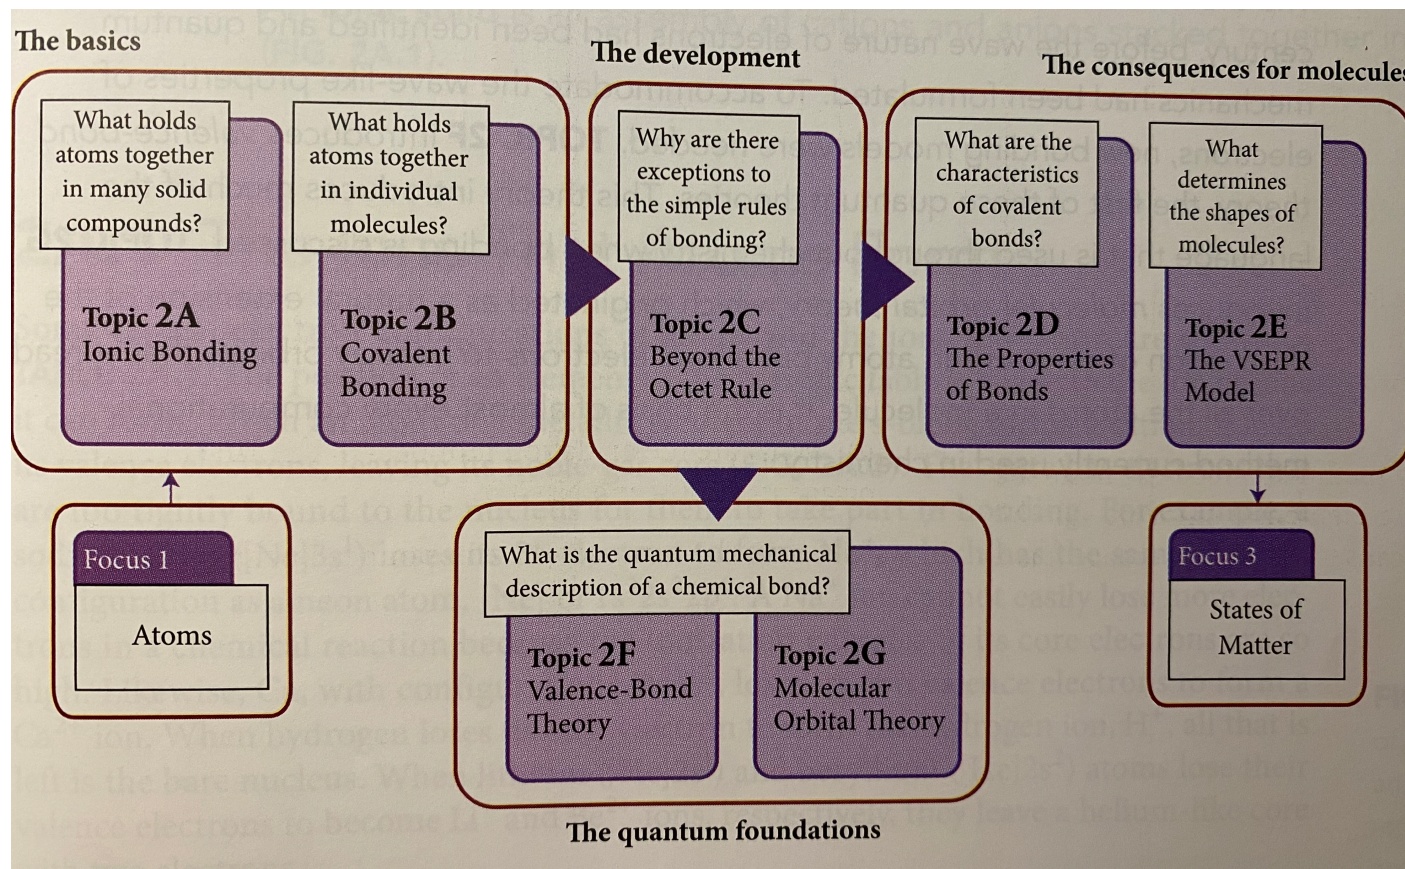 The basics
What holds
atoms together
in many solid
compounds?
Topic 2A
Ionic Bonding
What holds
atoms together
in individual
molecules?
Topic 2B
Covalent
Bonding
The development
Why are there
exceptions to
the simple rules
of bonding?
Topic 2C
Beyond the
Octet Rule
The consequences for molecules
What are the
characteristics
of covalent
bonds?
Topic 2D
The Properties
of Bonds
What
determines
the shapes of
molecules?
Topic 2E
The VSEPR
Model
Focus 1
Atoms
What is the quantum mechanical
description of a chemical bond?
Topic 2F
Valence-Bond
Theory
Topic 2G
Molecular
Orbital Theory
The quantum foundations
Focus 3
States of
Matter